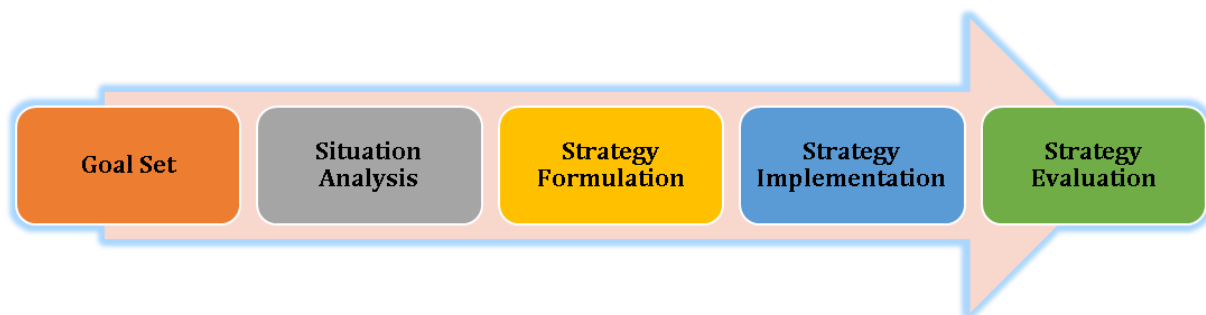 Goal Set
Situation
Analysis
Strategy
Formulation
Strategy
Implementation
Strategy
Evaluation